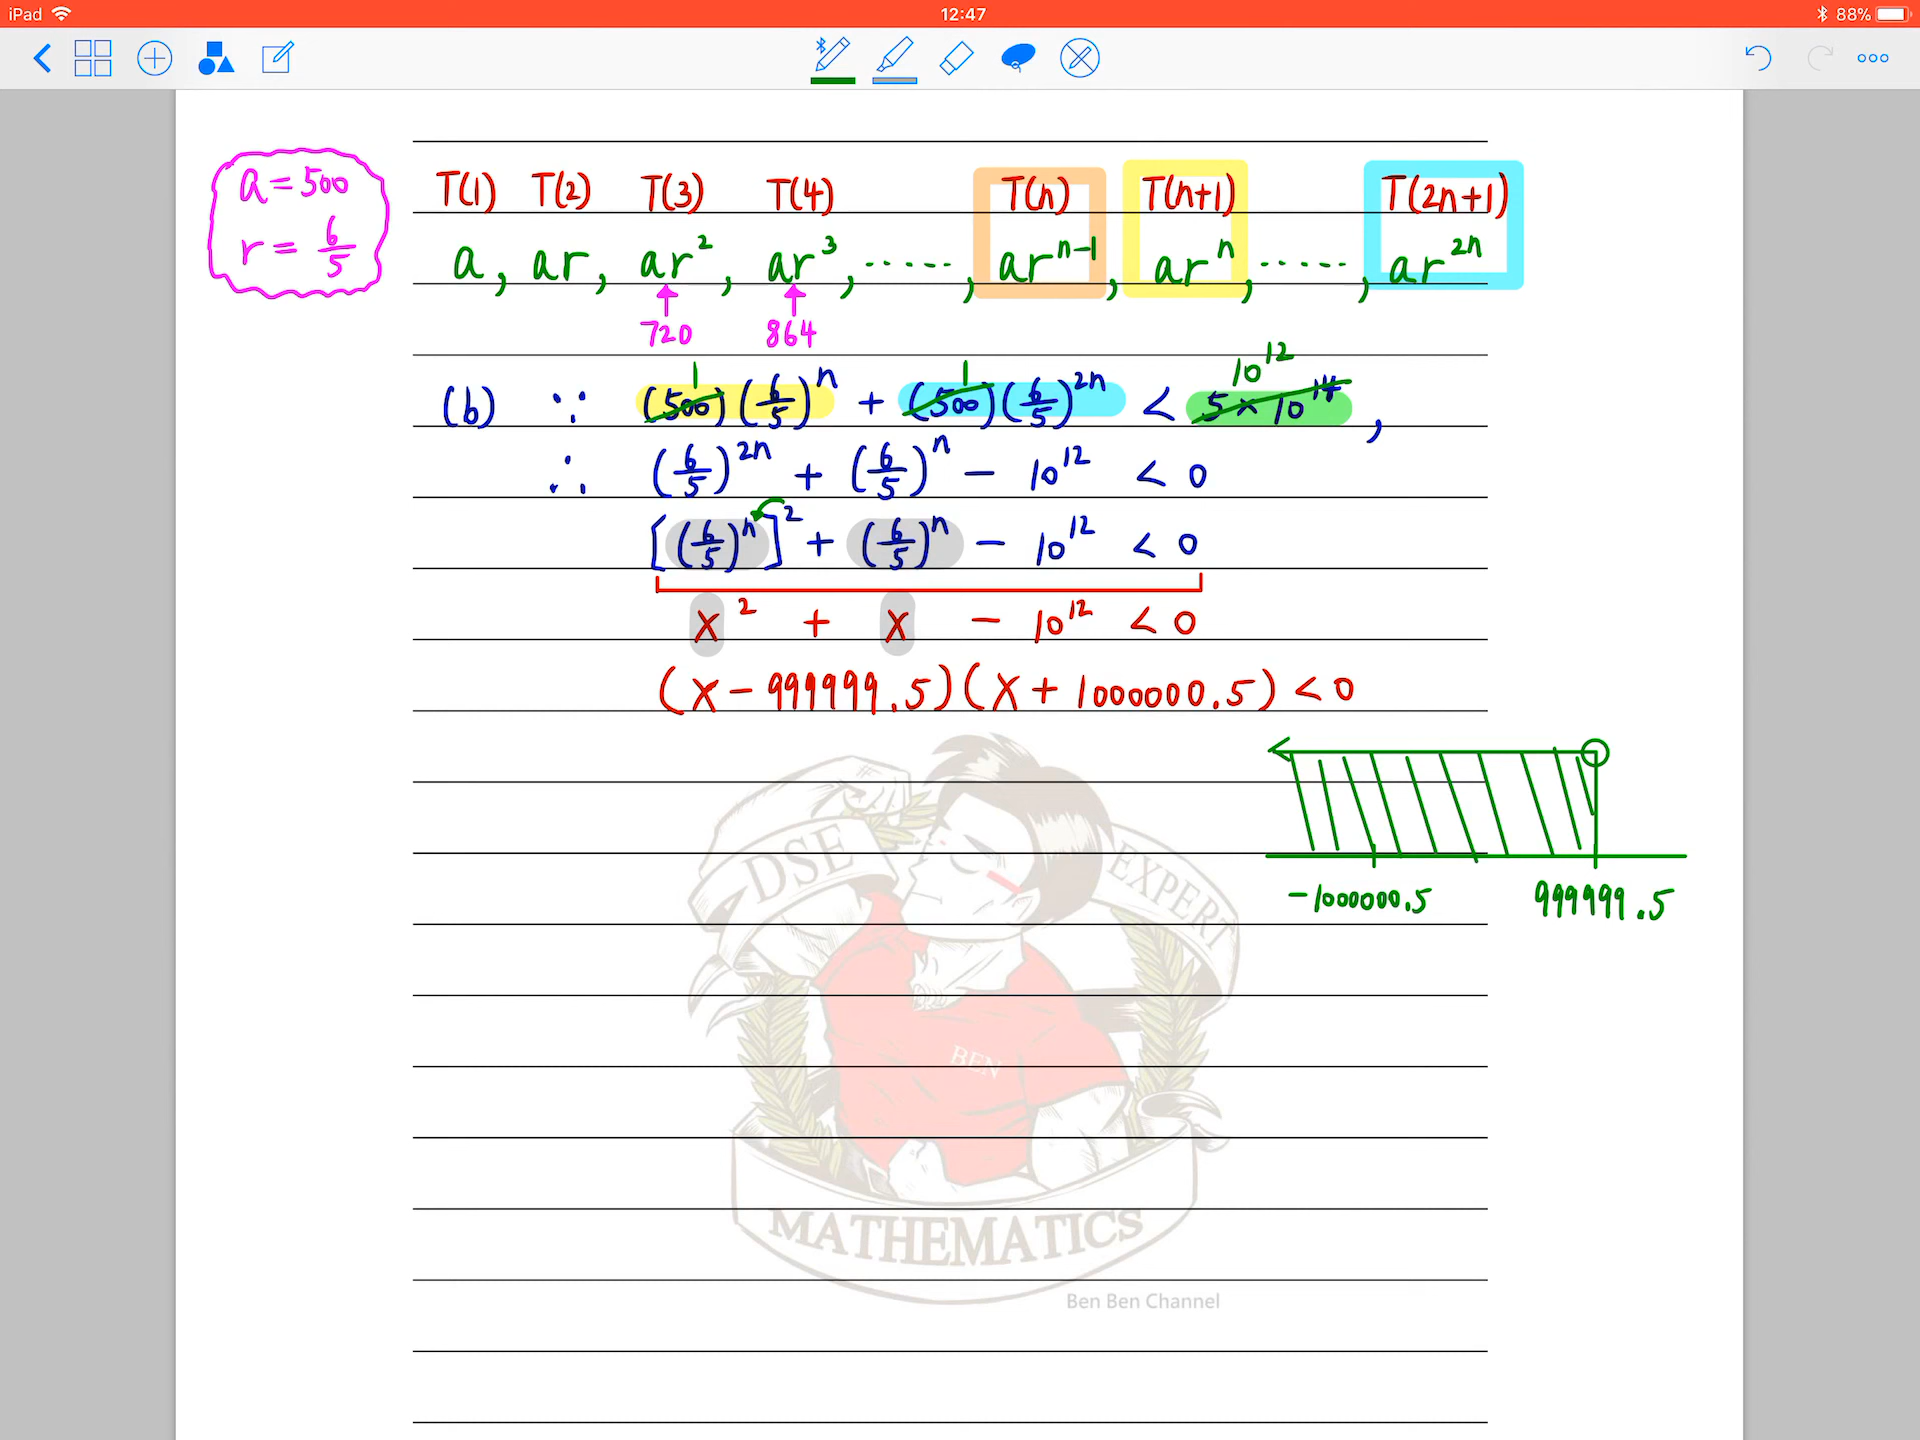 iPad 12:47 88%
a = 500
r = 6/5
T(1) T(2) T(3) T(4) T(n) T(n+1) T(2n+1)
a, ar, ar², ar³, ......, arⁿ⁻¹, arⁿ, ......, ar²ⁿ
720 864
1 1 10¹²
(b) ∵ (500)(6/5)ⁿ + (500)(6/5)²ⁿ < 5 × 10¹⁴,
∴ (6/5)²ⁿ + (6/5)ⁿ − 10¹² < 0
[(6/5)ⁿ]² + (6/5)ⁿ − 10¹² < 0
x² + x − 10¹² < 0
(x − 999999.5)(x + 1000000.5) < 0
−1000000.5 999999.5
DSE EXPERT
BEN
MATHEMATICS
Ben Ben Channel